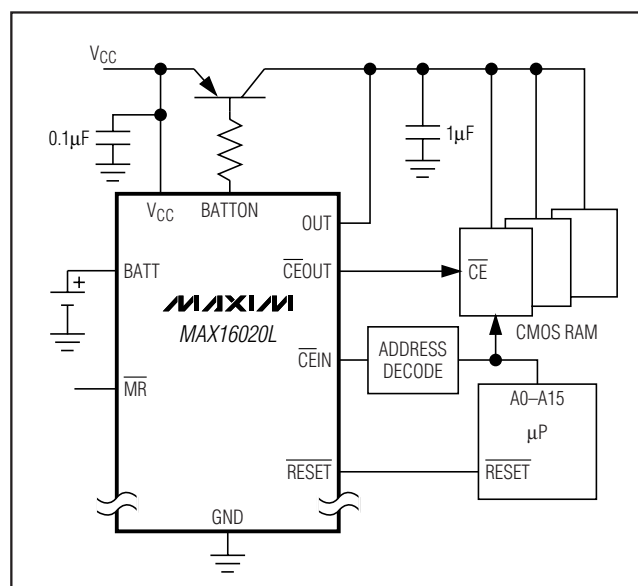 VCC
0.1µF
1µF
VCC
BATTON
OUT
BATT
CEOUT
CE
+
MAXIM
MAX16020L
CMOS RAM
CEIN
ADDRESS
DECODE
MR
A0–A15
µP
RESET
RESET
GND